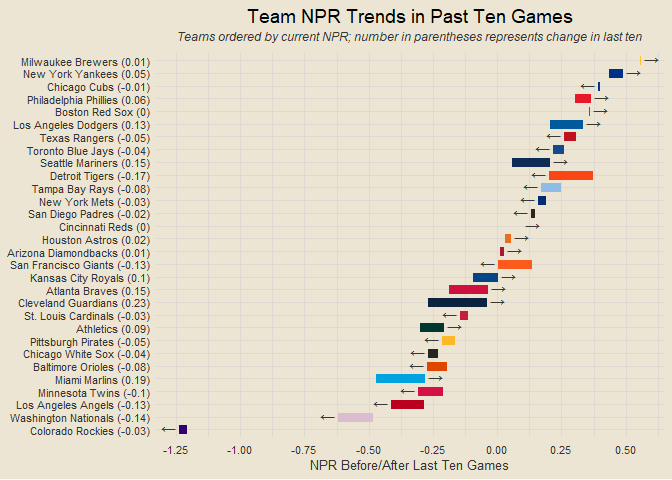 Team NPR Trends in Past Ten Games
Teams ordered by current NPR; number in parentheses represents change in last ten
Milwaukee Brewers (0.01)
New York Yankees (0.05)
Chicago Cubs (-0.01)
Philadelphia Phillies (0.06)
Boston Red Sox (0)
Los Angeles Dodgers (0.13)
Texas Rangers (-0.05)
Toronto Blue Jays (-0.04)
Seattle Mariners (0.15)
Detroit Tigers (-0.17)
Tampa Bay Rays (-0.08)
New York Mets (-0.03)
San Diego Padres (-0.02)
Cincinnati Reds (0)
Houston Astros (0.02)
Arizona Diamondbacks (0.01)
San Francisco Giants (-0.13)
Kansas City Royals (0.1)
Atlanta Braves (0.15)
Cleveland Guardians (0.23)
St. Louis Cardinals (-0.03)
Athletics (0.09)
Pittsburgh Pirates (-0.05)
Chicago White Sox (-0.04)
Baltimore Orioles (-0.08)
Miami Marlins (0.19)
Minnesota Twins (-0.1)
Los Angeles Angels (-0.13)
Washington Nationals (-0.14)
Colorado Rockies (-0.03)
-1.25 -1.00 -0.75 -0.50 -0.25 0.00 0.25 0.50
NPR Before/After Last Ten Games